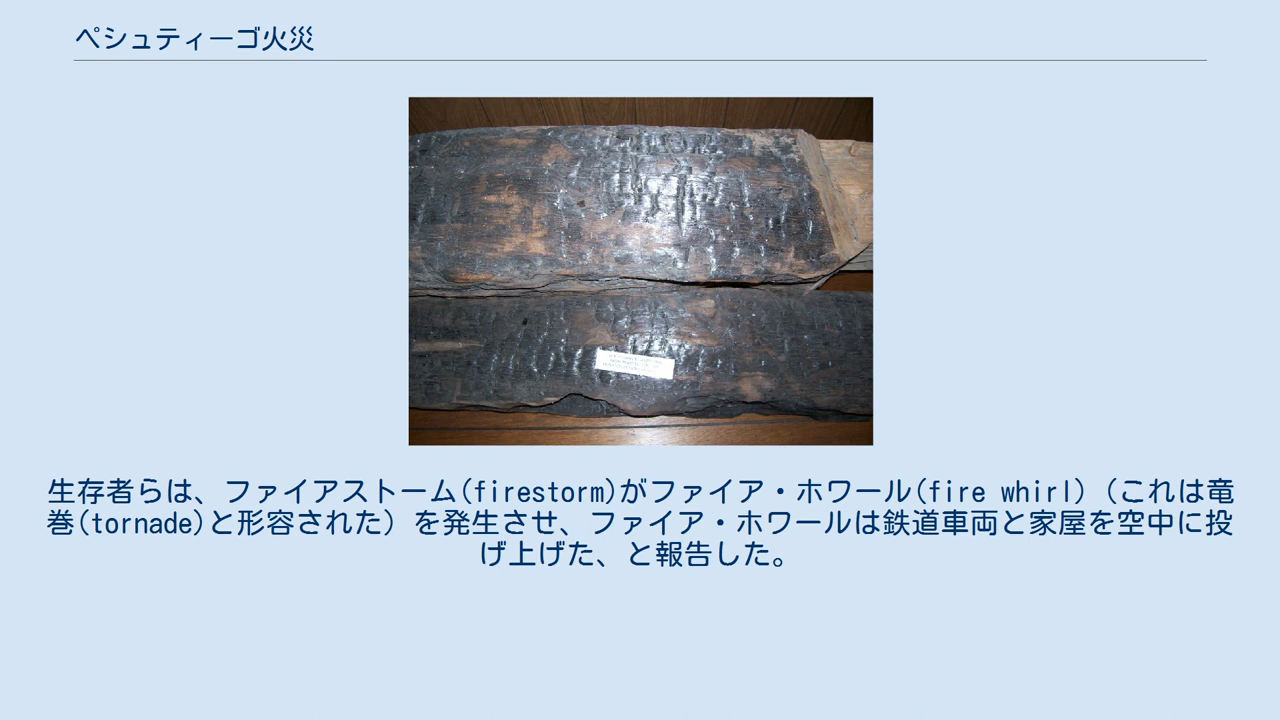 ペシュティーゴ火災
生存者らは、ファイアストーム(firestorm)がファイア・ホワール(fire whirl)（これは竜
巻(tornade)と形容された）を発生させ、ファイア・ホワールは鉄道車両と家屋を空中に投
げ上げた、と報告した。